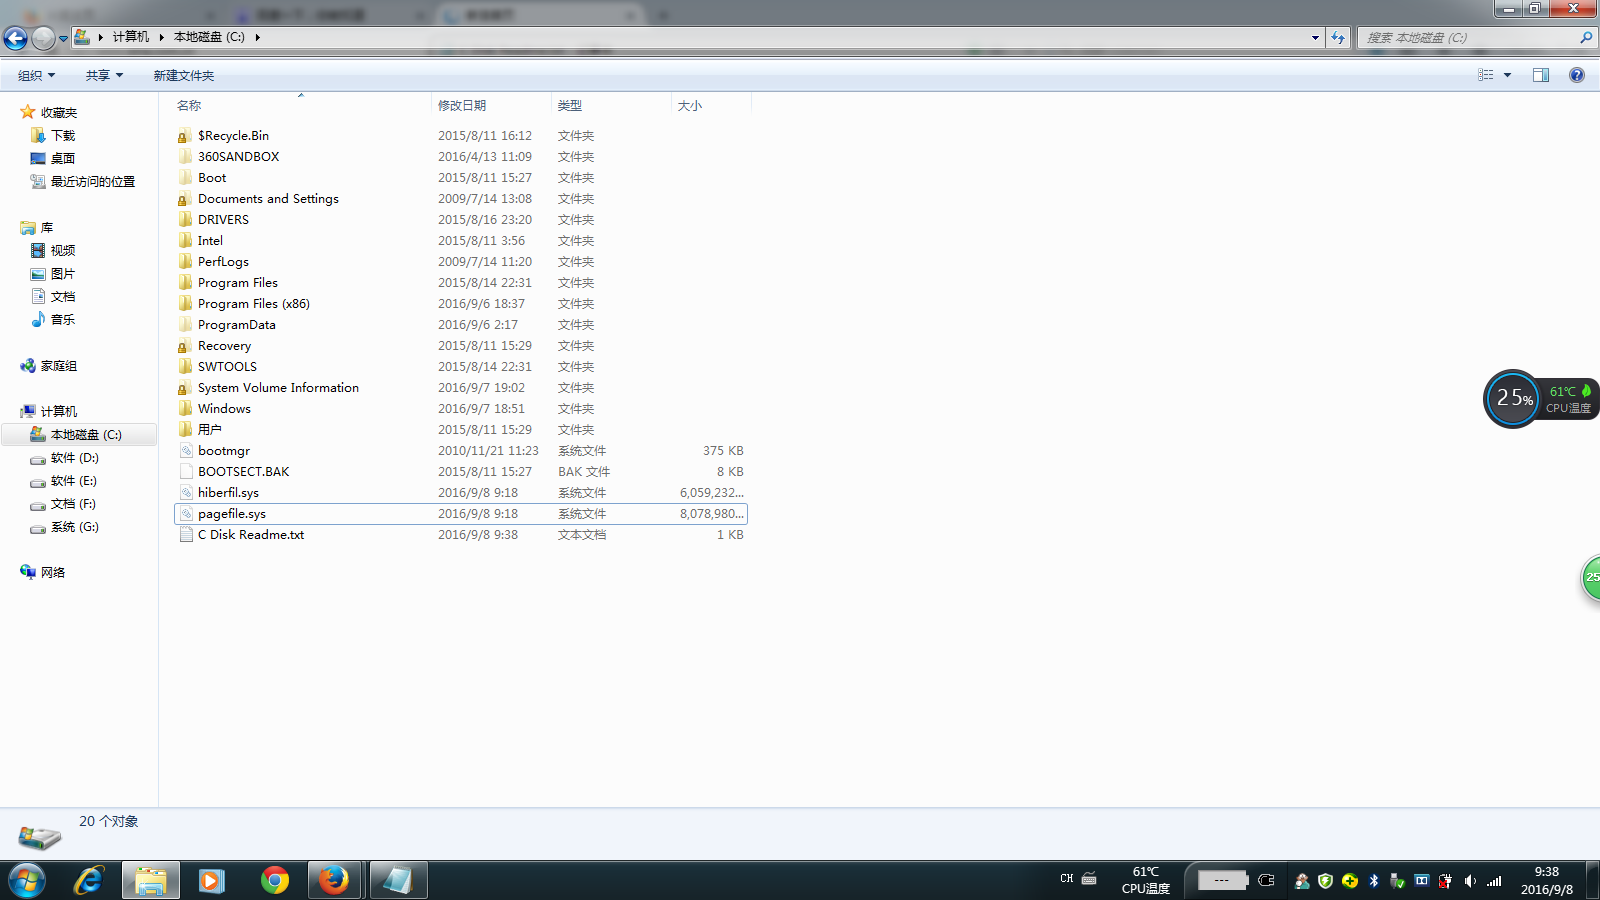 计算机 本地磁盘 (C:)
搜索 本地磁盘 (C:)
组织 共享 新建文件夹
名称 修改日期 类型 大小
收藏夹
下载
桌面
最近访问的位置
库
视频
图片
文档
音乐
家庭组
计算机
本地磁盘 (C:)
软件 (D:)
软件 (E:)
文档 (F:)
系统 (G:)
网络
$Recycle.Bin 2015/8/11 16:12 文件夹
360SANDBOX 2016/4/13 11:09 文件夹
Boot 2015/8/11 15:27 文件夹
Documents and Settings 2009/7/14 13:08 文件夹
DRIVERS 2015/8/16 23:20 文件夹
Intel 2015/8/11 3:56 文件夹
PerfLogs 2009/7/14 11:20 文件夹
Program Files 2015/8/14 22:31 文件夹
Program Files (x86) 2016/9/6 18:37 文件夹
ProgramData 2016/9/6 2:17 文件夹
Recovery 2015/8/11 15:29 文件夹
SWTOOLS 2015/8/14 22:31 文件夹
System Volume Information 2016/9/7 19:02 文件夹
Windows 2016/9/7 18:51 文件夹
用户 2015/8/11 15:29 文件夹
bootmgr 2010/11/21 11:23 系统文件 375 KB
BOOTSECT.BAK 2015/8/11 15:27 BAK 文件 8 KB
hiberfil.sys 2016/9/8 9:18 系统文件 6,059,232...
pagefile.sys 2016/9/8 9:18 系统文件 8,078,980...
C Disk Readme.txt 2016/9/8 9:38 文本文档 1 KB
25% 61℃
CPU温度
25
20 个对象
CH 61℃
CPU温度
---
9:38
2016/9/8